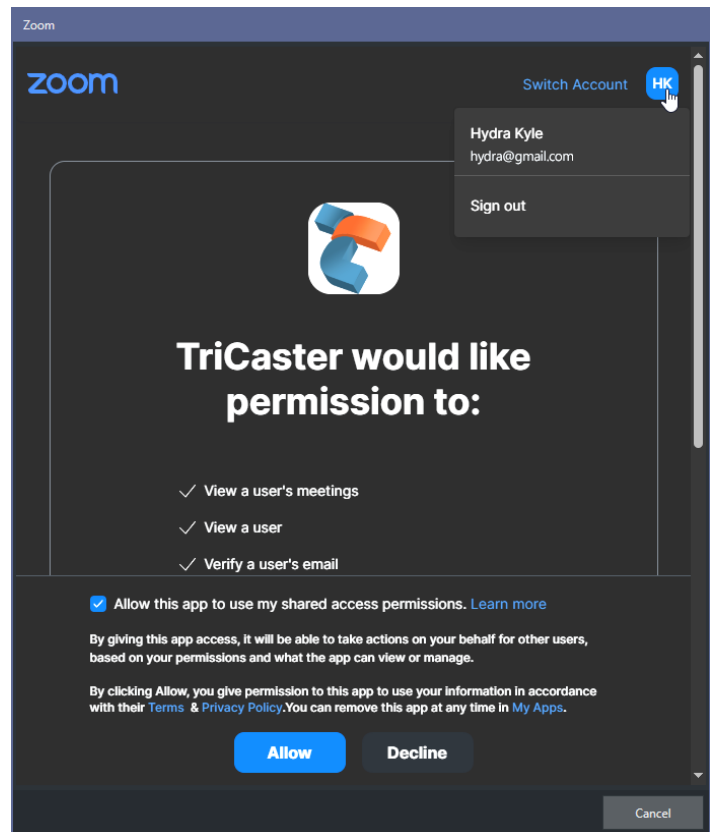 Zoom
zoom
Switch Account
HK
Hydra Kyle
hydra@gmail.com
Sign out
TriCaster would like
permission to:
View a user's meetings
View a user
Verify a user's email
Allow this app to use my shared access permissions. Learn more
By giving this app access, it will be able to take actions on your behalf for other users,
based on your permissions and what the app can view or manage.
By clicking Allow, you give permission to this app to use your information in accordance
with their Terms & Privacy Policy.You can remove this app at any time in My Apps.
Allow
Decline
Cancel